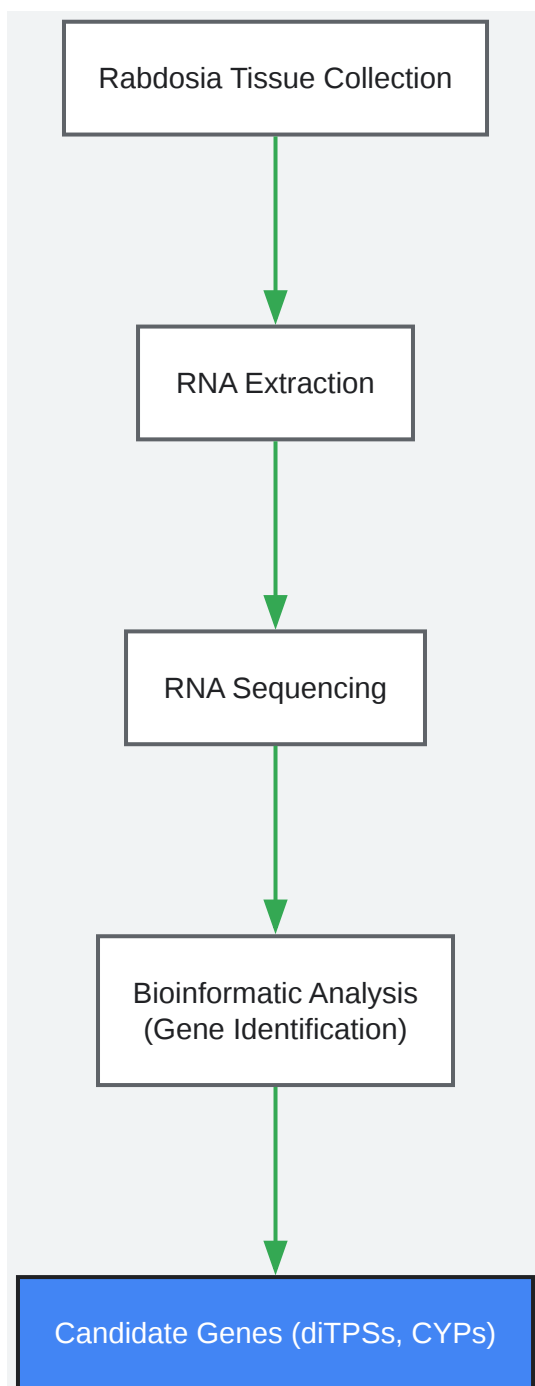 Rabdosia Tissue Collection
RNA Extraction
RNA Sequencing
Bioinformatic Analysis
(Gene Identification)
Candidate Genes (diTPSs, CYPs)